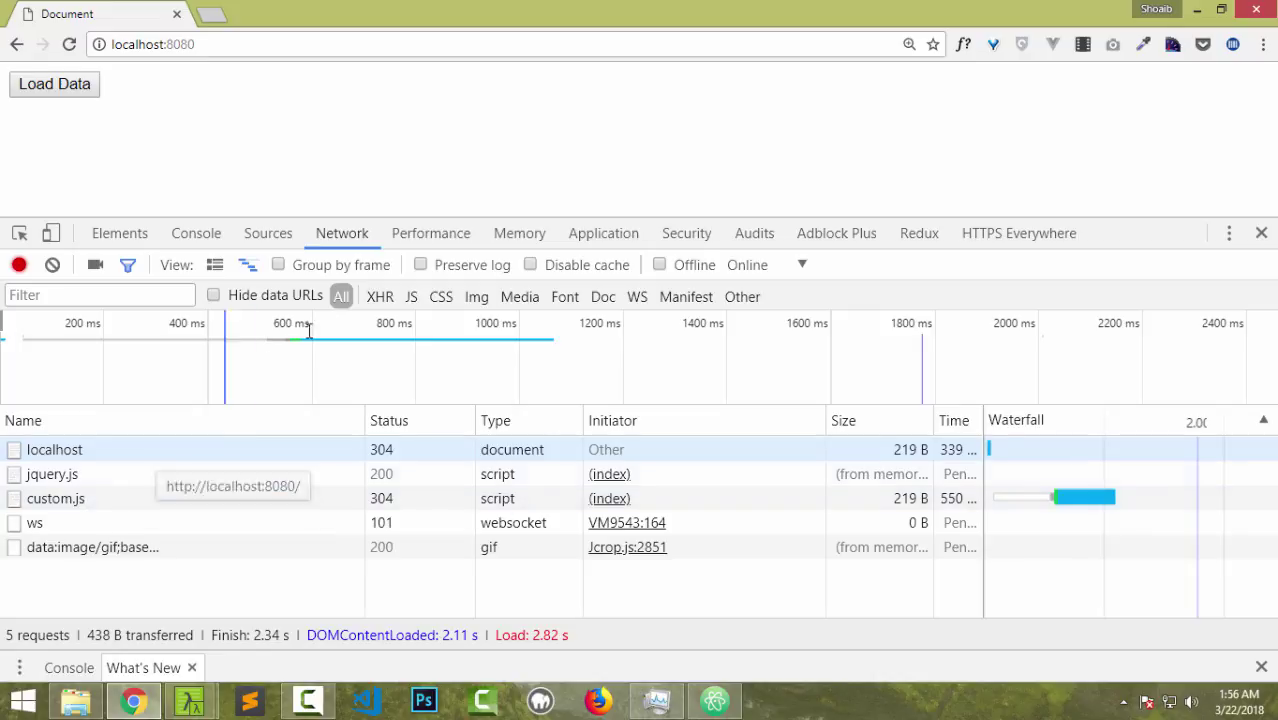 Document
Shoaib
localhost:8080
f?
Load Data
Elements Console Sources Network Performance Memory Application Security Audits Adblock Plus Redux HTTPS Everywhere
View: Group by frame Preserve log Disable cache Offline Online
Filter Hide data URLs All XHR JS CSS Img Media Font Doc WS Manifest Other
200 ms 400 ms 600 ms 800 ms 1000 ms 1200 ms 1400 ms 1600 ms 1800 ms 2000 ms 2200 ms 2400 ms
Name Status Type Initiator Size Time Waterfall 2.00
localhost 304 document Other 219 B 339 ...
jquery.js 200 script (index) (from memor... Pen...
http://localhost:8080/
custom.js 304 script (index) 219 B 550 ...
ws 101 websocket VM9543:164 0 B Pen...
data:image/gif;base... 200 gif Jcrop.js:2851 (from memor... Pen...
5 requests | 438 B transferred | Finish: 2.34 s | DOMContentLoaded: 2.11 s | Load: 2.82 s
Console What's New
Ps
1:56 AM
3/22/2018